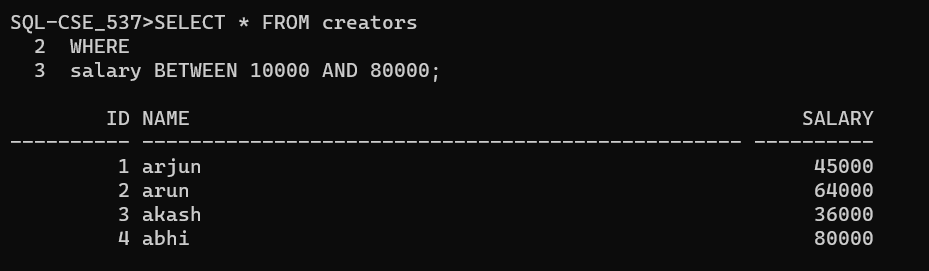 SQL-CSE_537>SELECT * FROM creators
  2  WHERE
  3  salary BETWEEN 10000 AND 80000;
        ID NAME                                                   SALARY
---------- -------------------------------------------------- ----------
         1 arjun                                                   45000
         2 arun                                                    64000
         3 akash                                                   36000
         4 abhi                                                    80000